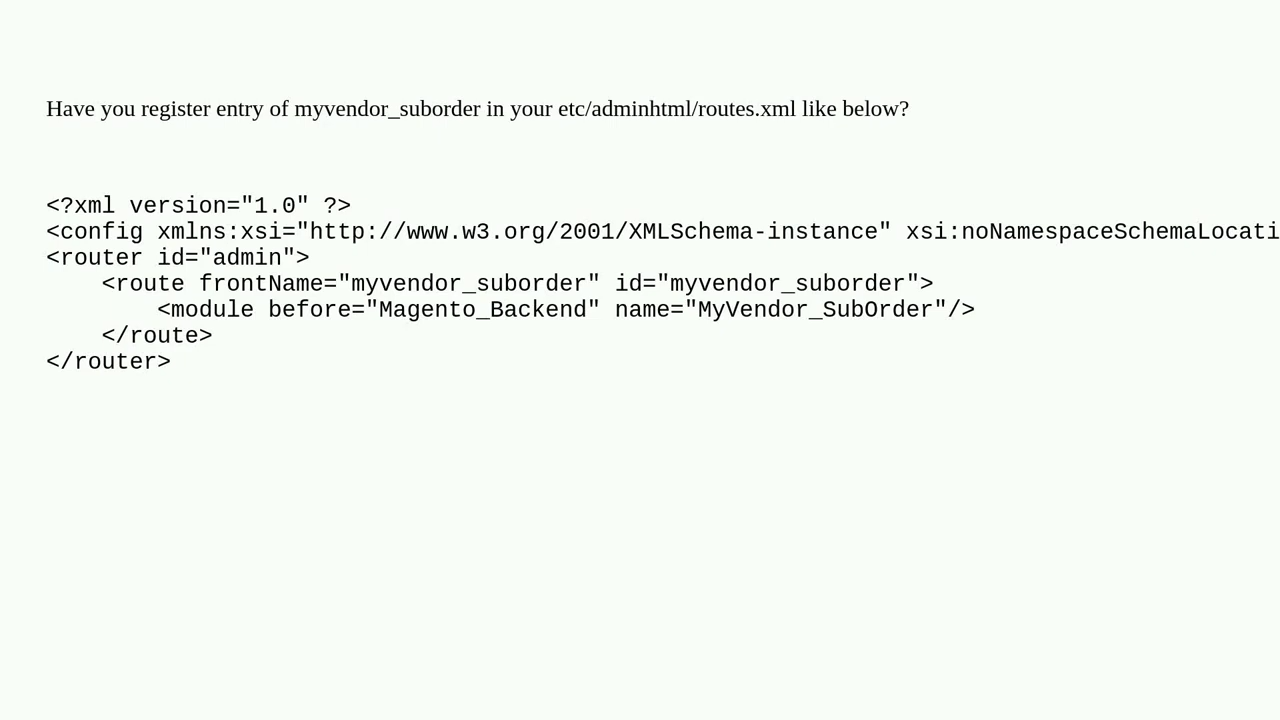 Have you register entry of myvendor_suborder in your etc/adminhtml/routes.xml like below?
<?xml version="1.0" ?>
<config xmlns:xsi="http://www.w3.org/2001/XMLSchema-instance" xsi:noNamespaceSchemaLocati
<router id="admin">
    <route frontName="myvendor_suborder" id="myvendor_suborder">
        <module before="Magento_Backend" name="MyVendor_SubOrder"/>
    </route>
</router>